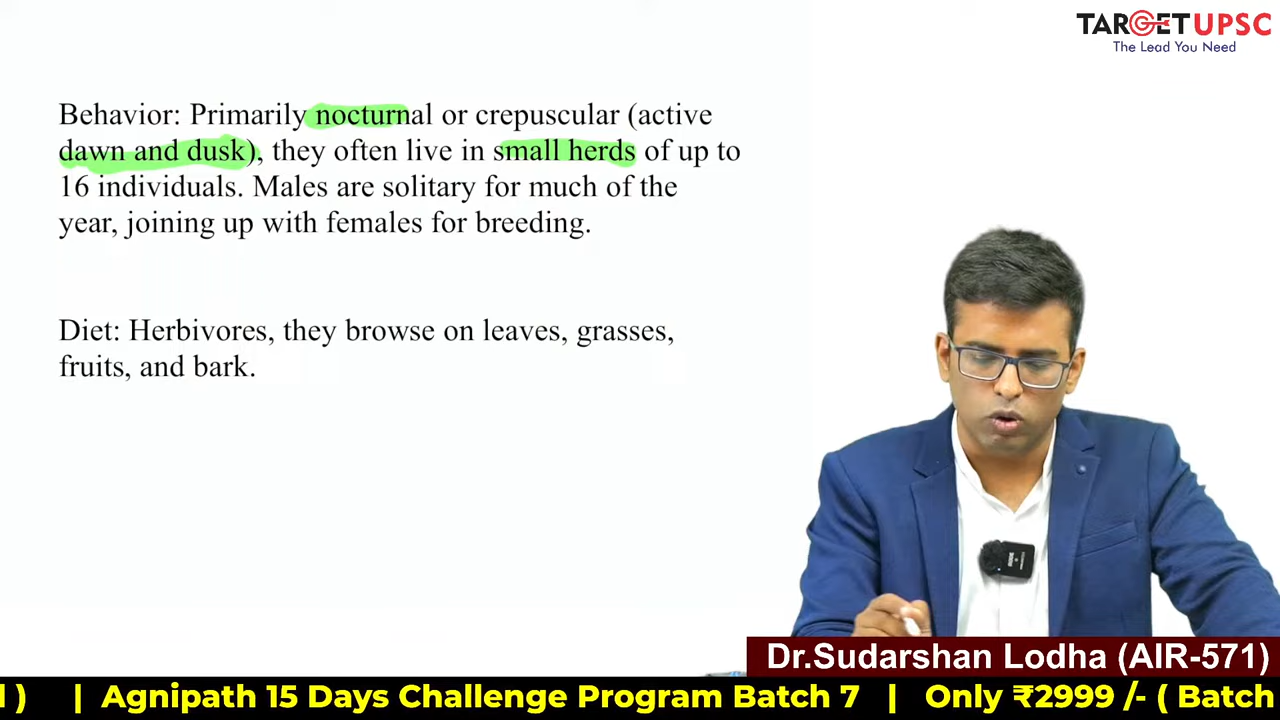 TARGET UPSC
The Lead You Need
Behavior: Primarily nocturnal or crepuscular (active
dawn and dusk), they often live in small herds of up to
16 individuals. Males are solitary for much of the
year, joining up with females for breeding.
Diet: Herbivores, they browse on leaves, grasses,
fruits, and bark.
Dr.Sudarshan Lodha (AIR-571)
) | Agnipath 15 Days Challenge Program Batch 7 | Only ₹2999 /- ( Batch